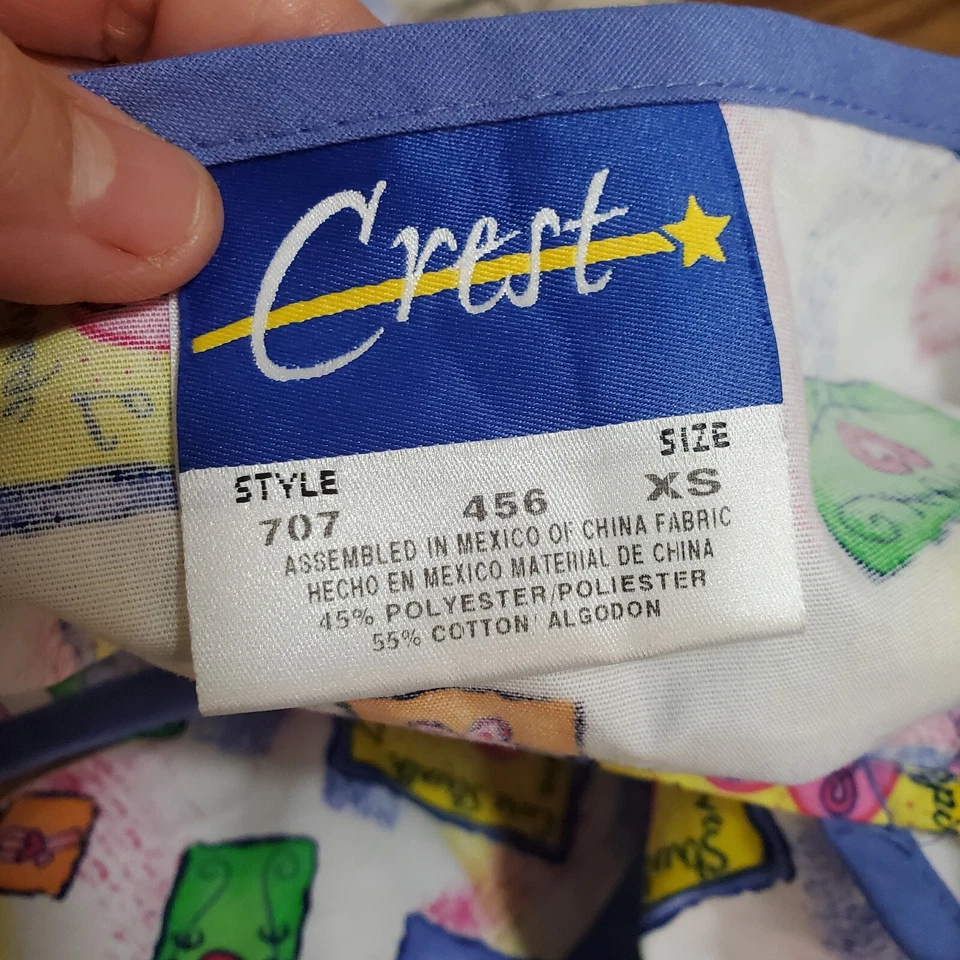 Crest
STYLE SIZE
707 456 XS
ASSEMBLED IN MEXICO OF CHINA FABRIC
HECHO EN MEXICO MATERIAL DE CHINA
45% POLYESTER/POLIESTER
55% COTTON/ ALGODON